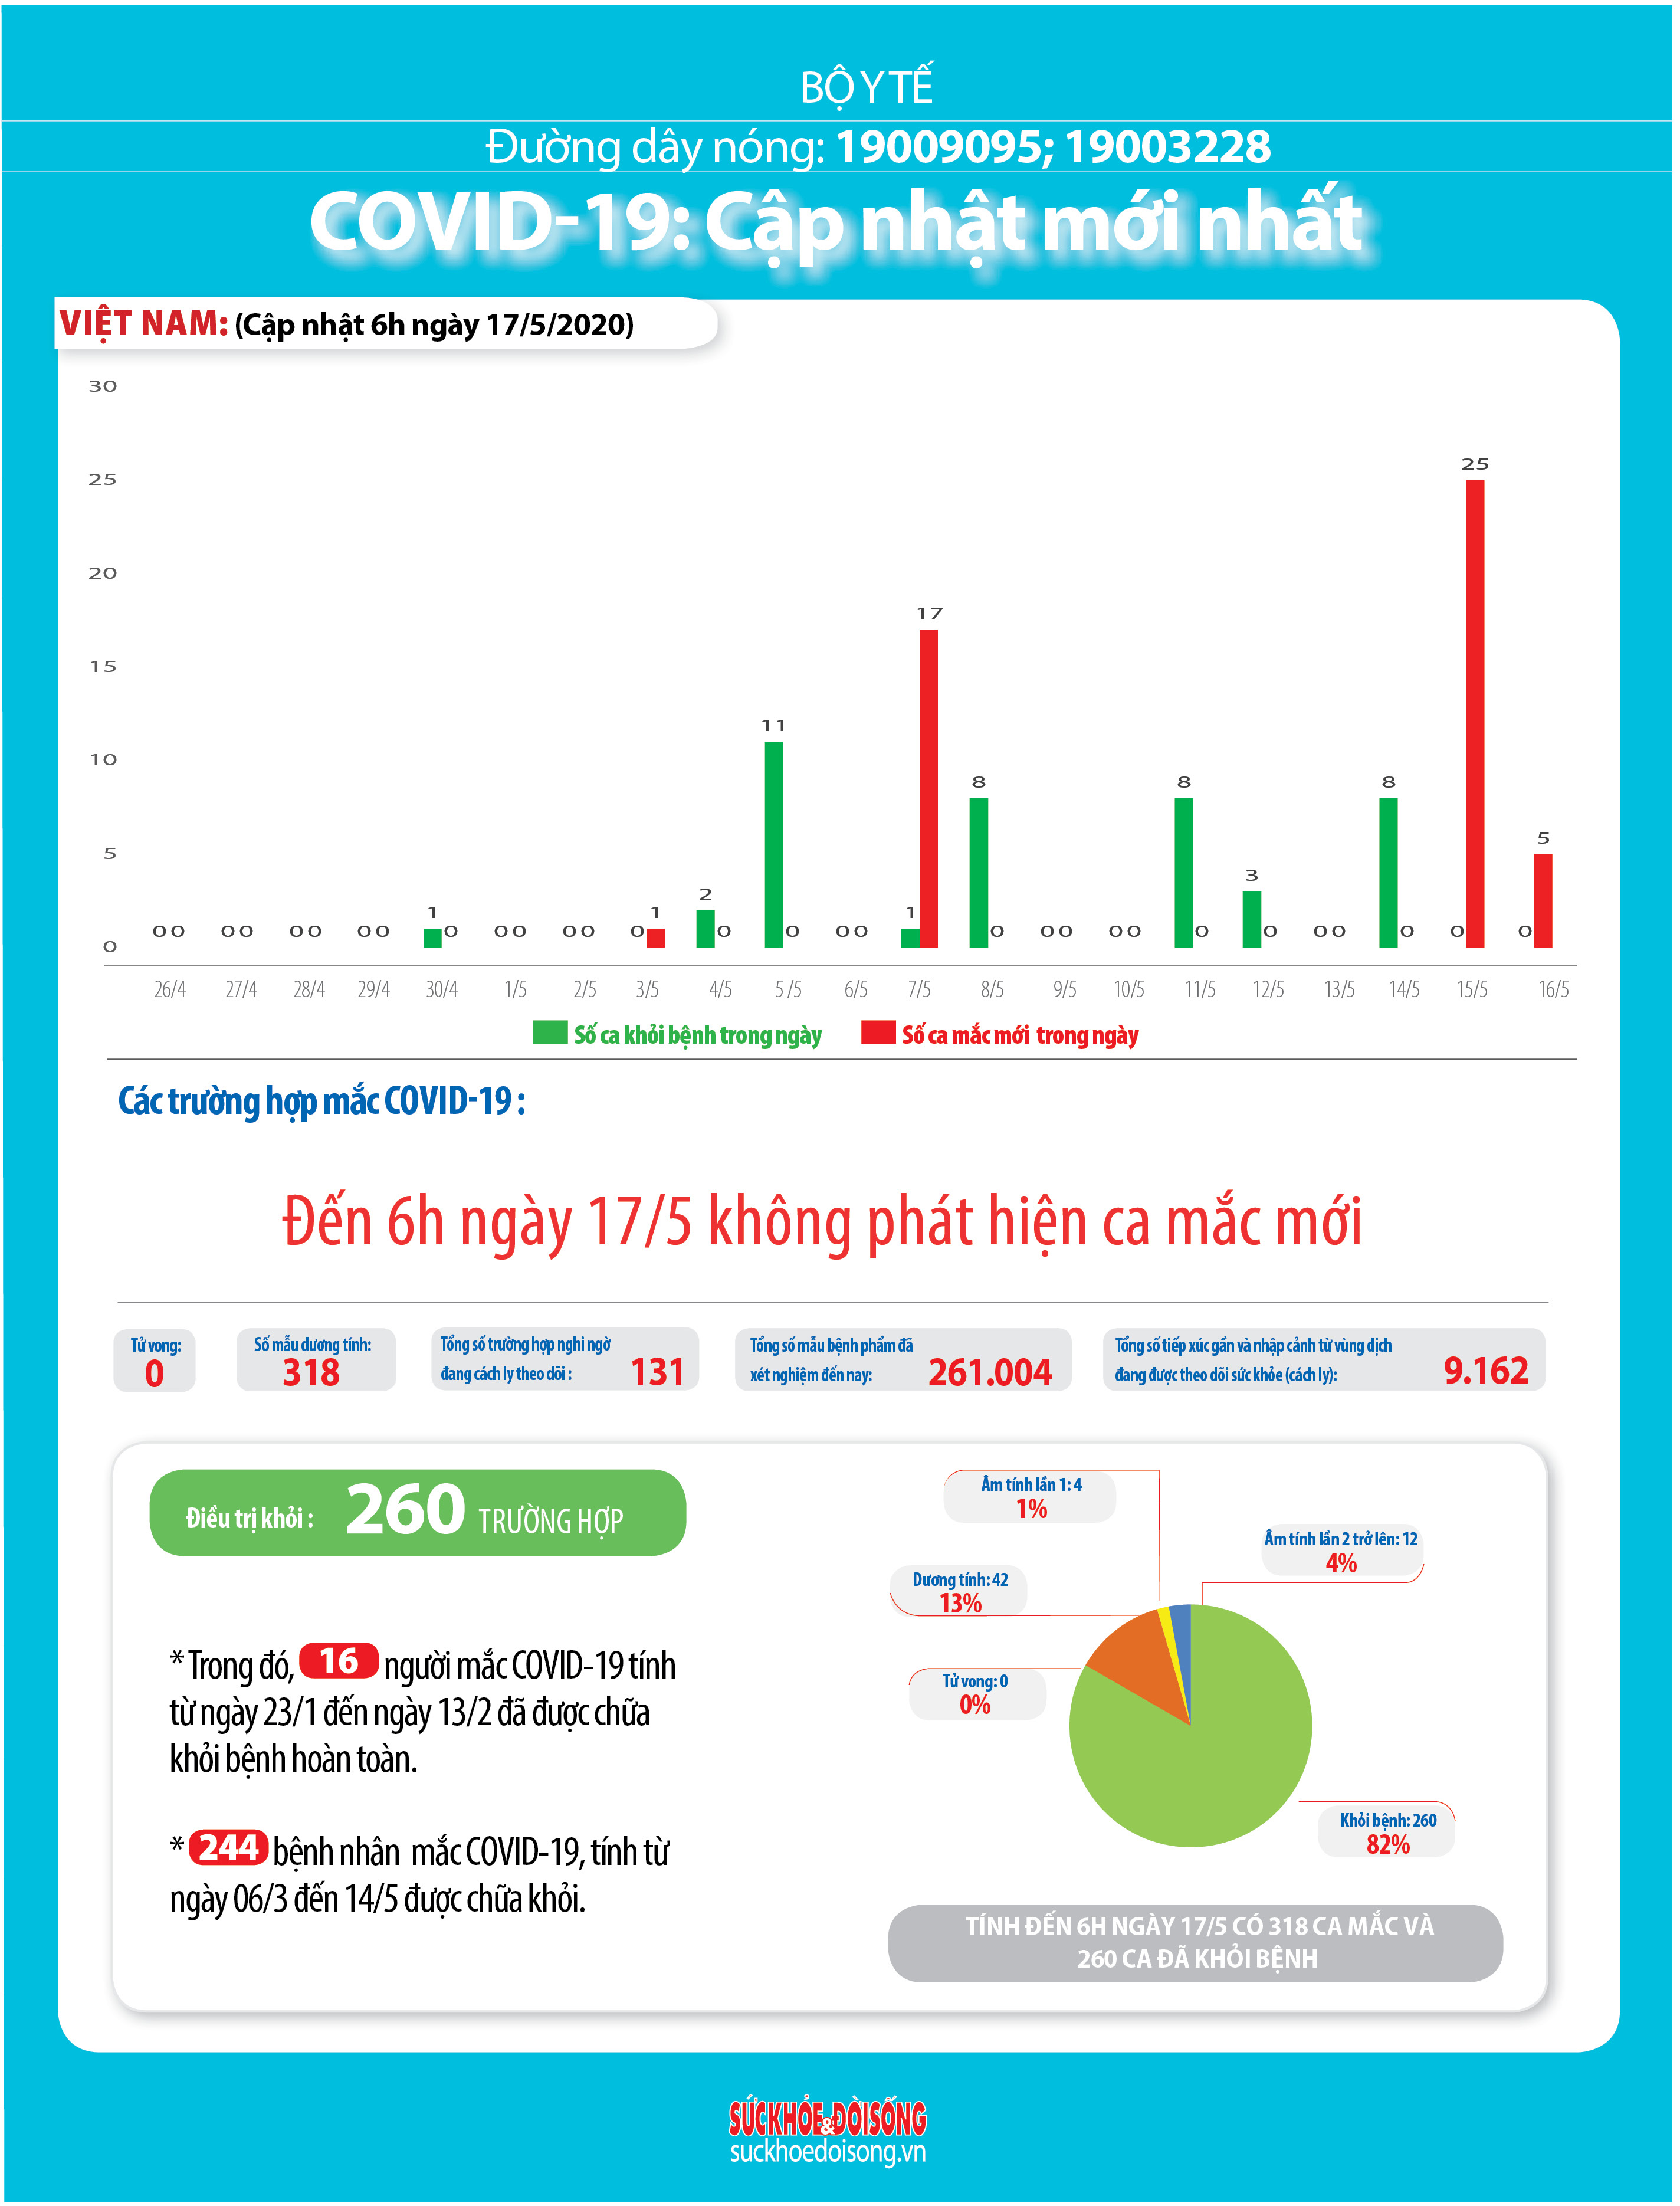 BỘ Y TẾ
Đường dây nóng: 19009095; 19003228
COVID-19: Cập nhật mới nhất
VIỆT NAM: (Cập nhật 6h ngày 17/5/2020)
30
25
20
15
10
5
0
0 0 0 0 0 0 0 0 1 0 0 0 0 0 0 1 2 0 11 0 0 0 1 17 8 0 0 0 0 0 8 0 3 0 0 0 8 0 0 25 0 5
26/4 27/4 28/4 29/4 30/4 1/5 2/5 3/5 4/5 5 /5 6/5 7/5 8/5 9/5 10/5 11/5 12/5 13/5 14/5 15/5 16/5
Số ca khỏi bệnh trong ngày Số ca mắc mới trong ngày
Các trường hợp mắc COVID-19 :
Đến 6h ngày 17/5 không phát hiện ca mắc mới
Tử vong:
0
Số mẫu dương tính:
318
Tổng số trường hợp nghi ngờ
đang cách ly theo dõi : 131
Tổng số mẫu bệnh phẩm đã
xét nghiệm đến nay: 261.004
Tổng số tiếp xúc gần và nhập cảnh từ vùng dịch
đang được theo dõi sức khỏe (cách ly): 9.162
Điều trị khỏi : 260 TRƯỜNG HỢP
* Trong đó, 16 người mắc COVID-19 tính
từ ngày 23/1 đến ngày 13/2 đã được chữa
khỏi bệnh hoàn toàn.
* 244 bệnh nhân mắc COVID-19, tính từ
ngày 06/3 đến 14/5 được chữa khỏi.
Âm tính lần 1: 4
1%
Âm tính lần 2 trở lên: 12
4%
Dương tính: 42
13%
Tử vong: 0
0%
Khỏi bệnh: 260
82%
TÍNH ĐẾN 6H NGÀY 17/5 CÓ 318 CA MẮC VÀ
260 CA ĐÃ KHỎI BỆNH
SỨC KHỎE & ĐỜI SỐNG
suckhoedoisong.vn